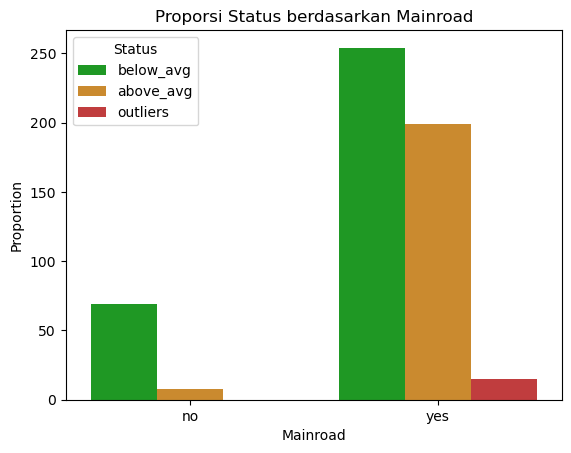 Proporsi Status berdasarkan Mainroad
Status
below_avg
above_avg
outliers
Proportion
250
200
150
100
50
0
no
yes
Mainroad